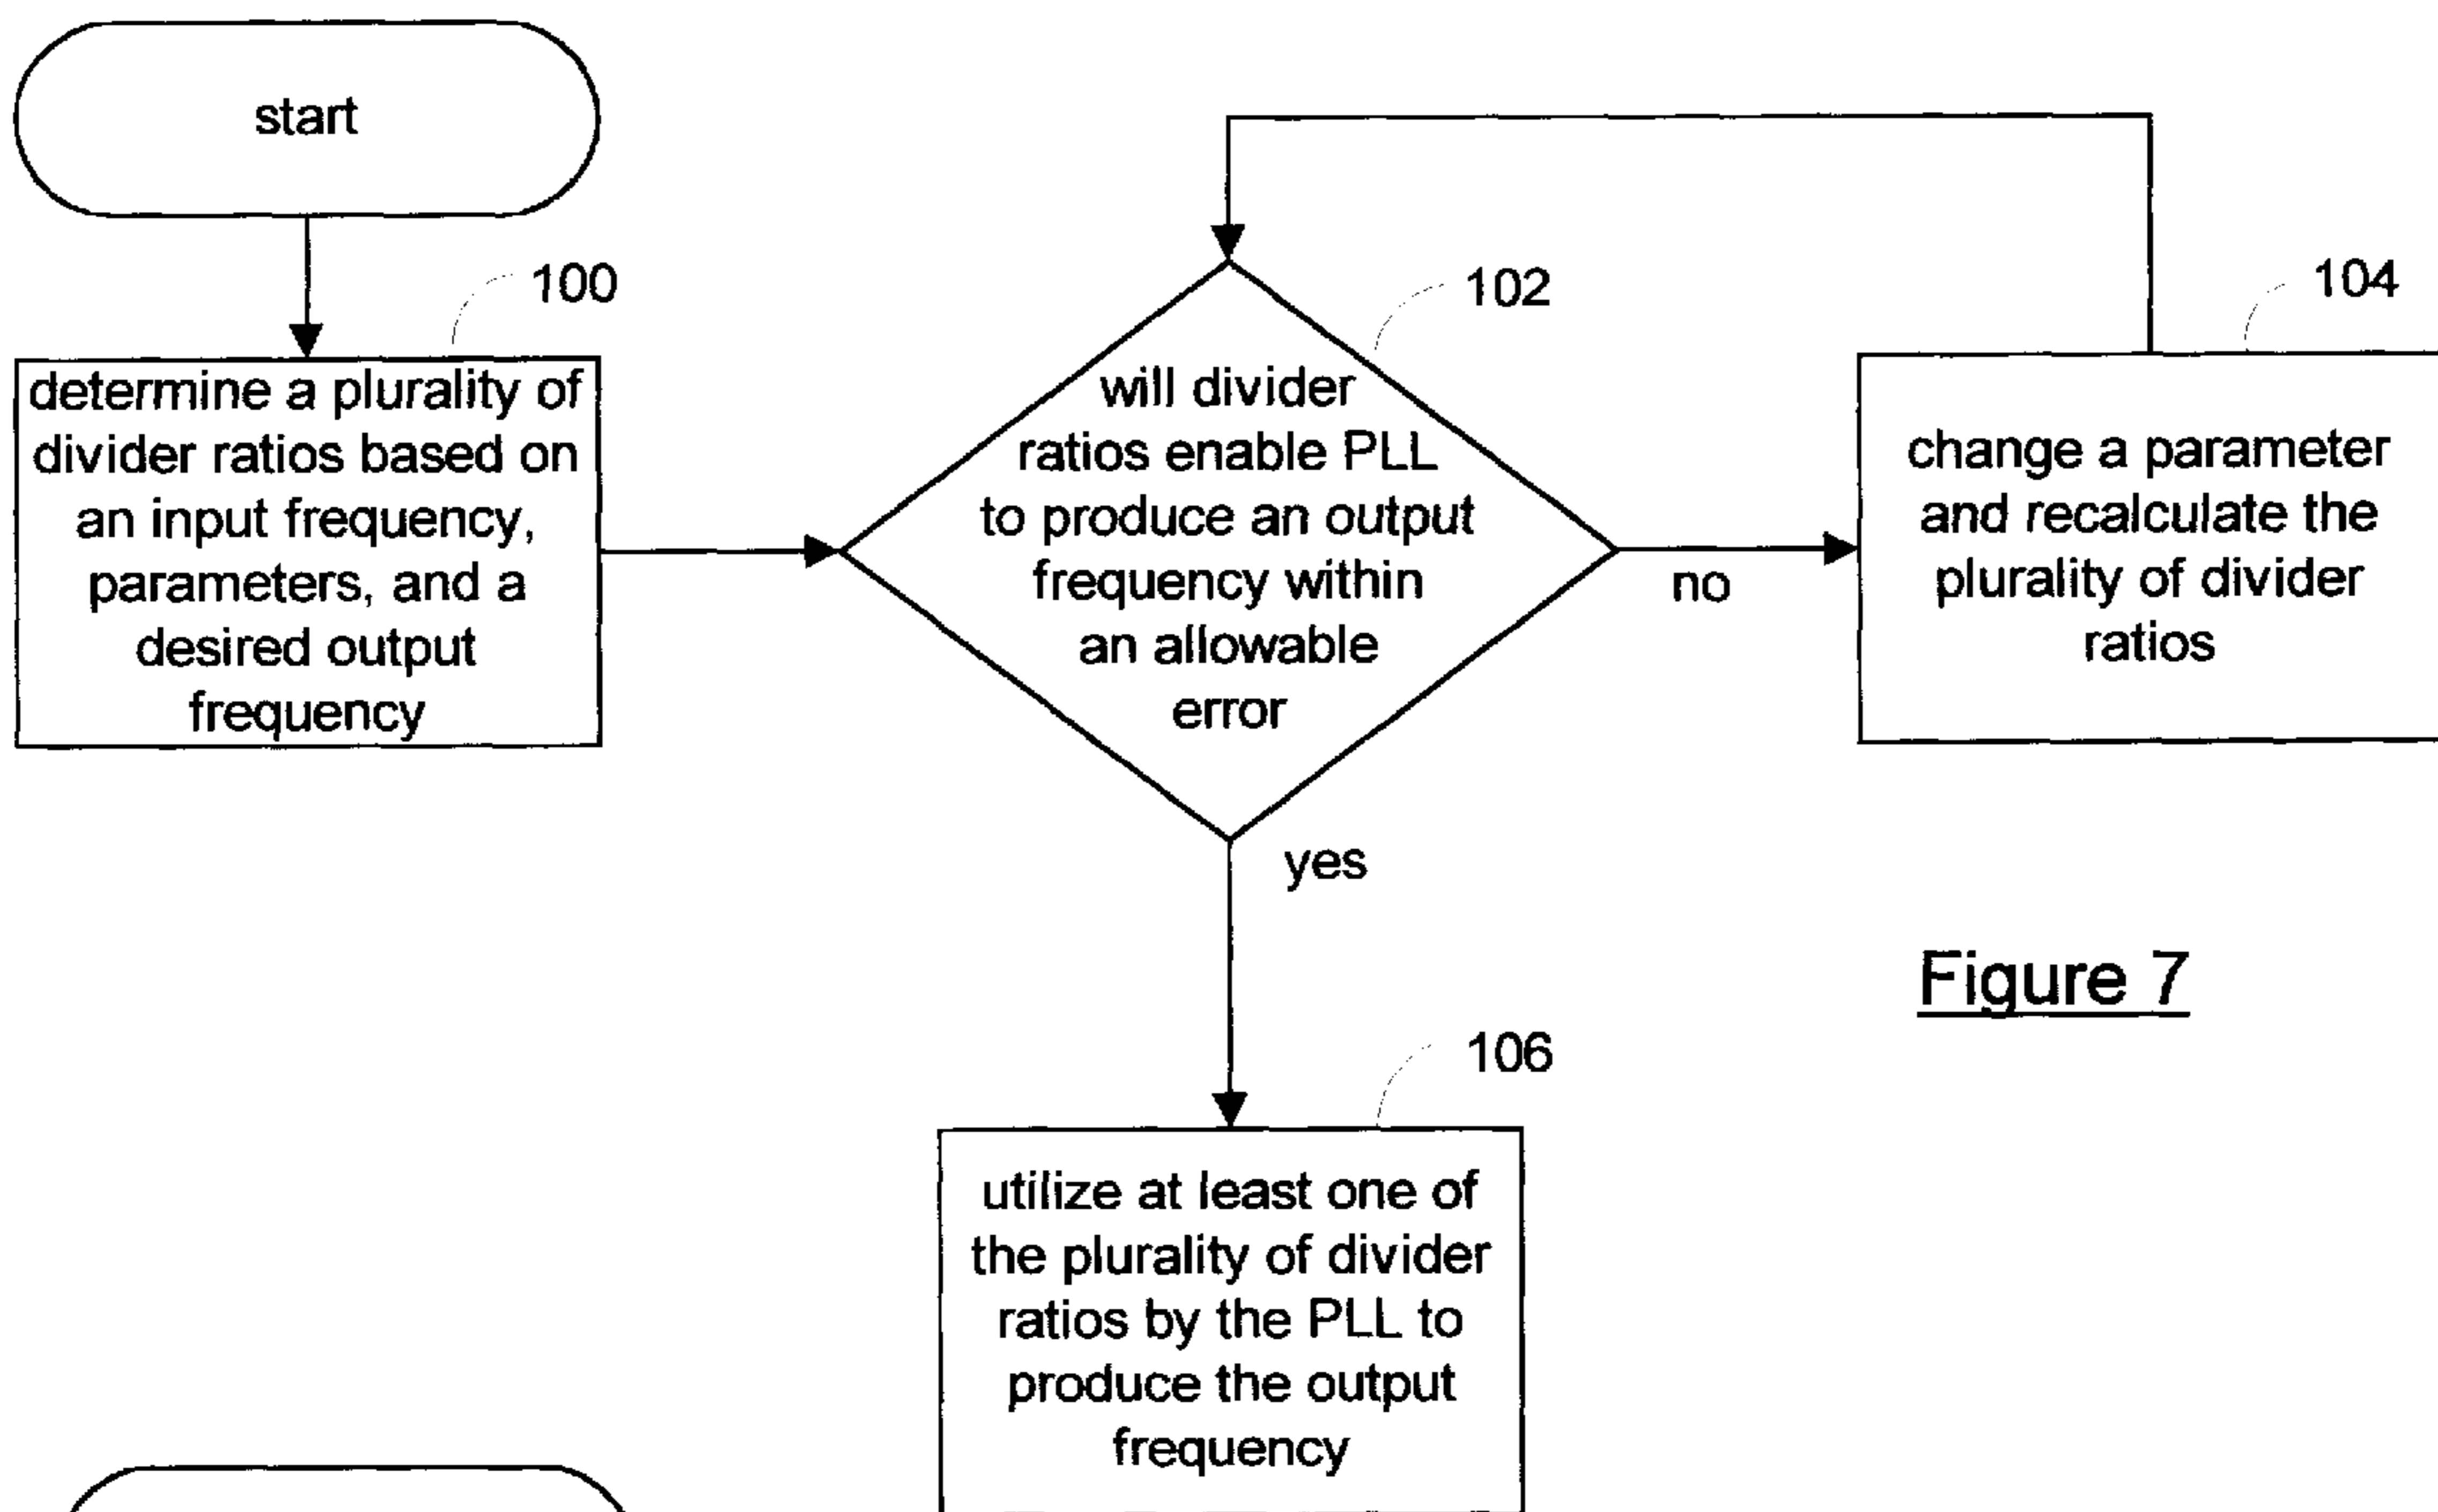 start
100
determine a plurality of
divider ratios based on
an input frequency,
parameters, and a
desired output
frequency
102
will divider
ratios enable PLL
to produce an output
frequency within
an allowable
error
no
yes
104
change a parameter
and recalculate the
plurality of divider
ratios
Figure 7
106
utilize at least one of
the plurality of divider
ratios by the PLL to
produce the output
frequency